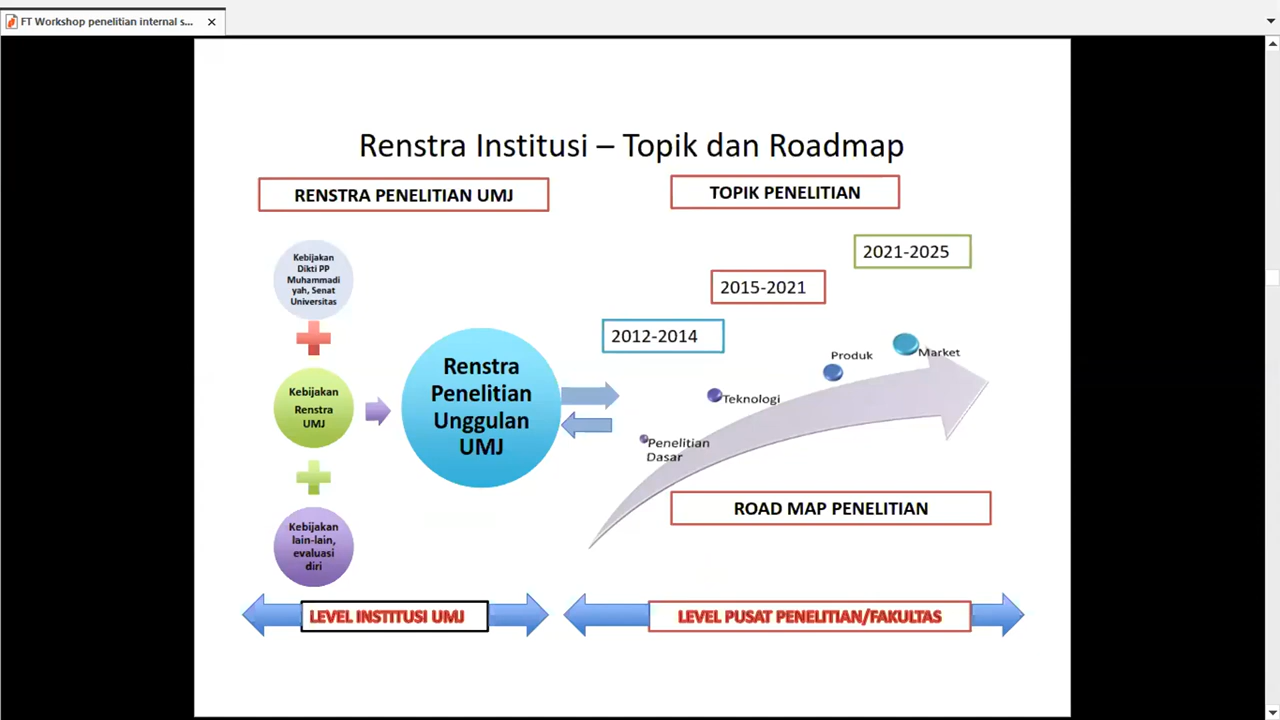 FT Workshop penelitian internal s...
Renstra Institusi – Topik dan Roadmap
RENSTRA PENELITIAN UMJ
TOPIK PENELITIAN
Kebijakan
Dikti PP
Muhammadi
yah, Senat
Universitas
Kebijakan
Renstra
UMJ
Kebijakan
lain-lain,
evaluasi
diri
Renstra
Penelitian
Unggulan
UMJ
2012-2014
2015-2021
2021-2025
Penelitian
Dasar
Teknologi
Produk
Market
ROAD MAP PENELITIAN
LEVEL INSTITUSI UMJ
LEVEL PUSAT PENELITIAN/FAKULTAS